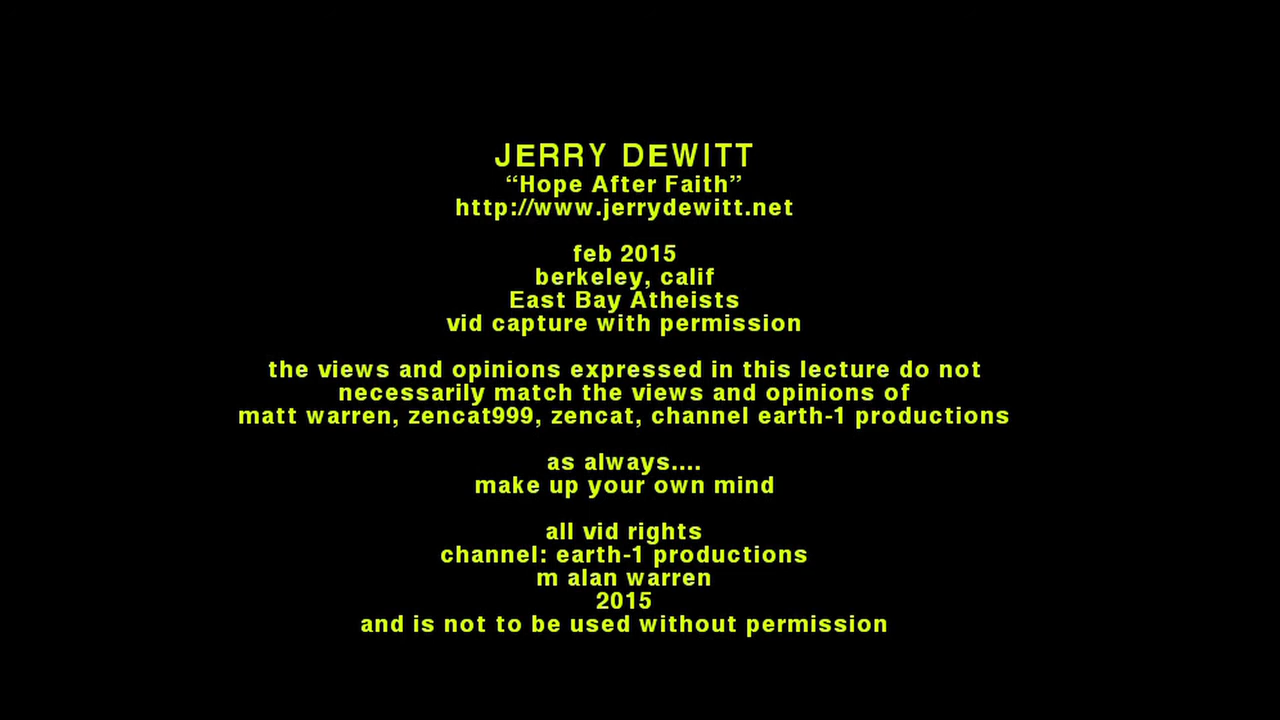 JERRY DEWITT
“Hope After Faith”
http://www.jerrydewitt.net
feb 2015
berkeley, calif
East Bay Atheists
vid capture with permission
the views and opinions expressed in this lecture do not
necessarily match the views and opinions of
matt warren, zencat999, zencat, channel earth-1 productions
as always....
make up your own mind
all vid rights
channel: earth-1 productions
m alan warren
2015
and is not to be used without permission